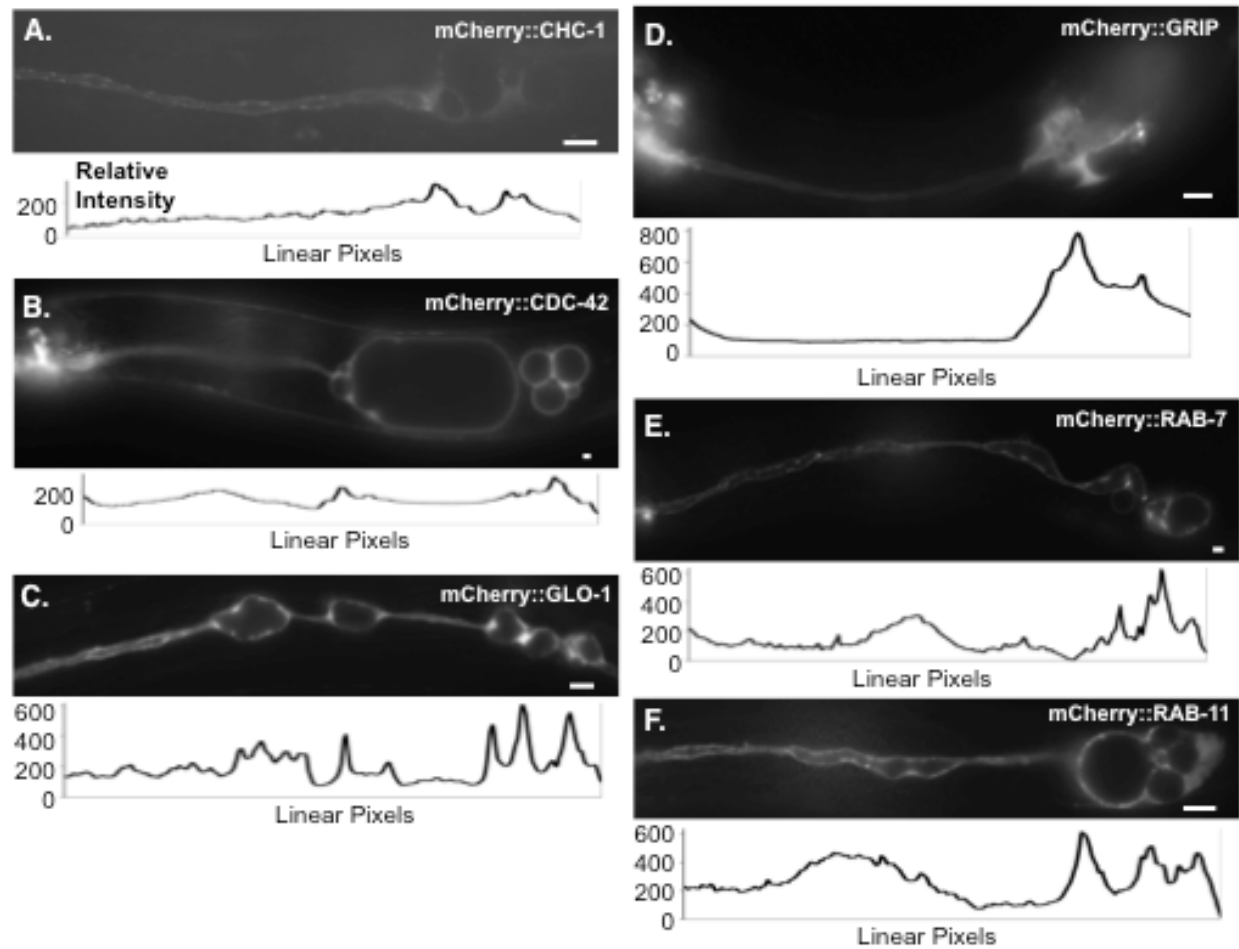 A.
mCherry::CHC-1
Relative
Intensity
200
0
Linear Pixels
B.
mCherry::CDC-42
200
0
Linear Pixels
C.
mCherry::GLO-1
600
400
200
0
Linear Pixels
D.
mCherry::GRIP
800
600
400
200
0
Linear Pixels
E.
mCherry::RAB-7
600
400
200
0
Linear Pixels
F.
mCherry::RAB-11
600
400
200
0
Linear Pixels